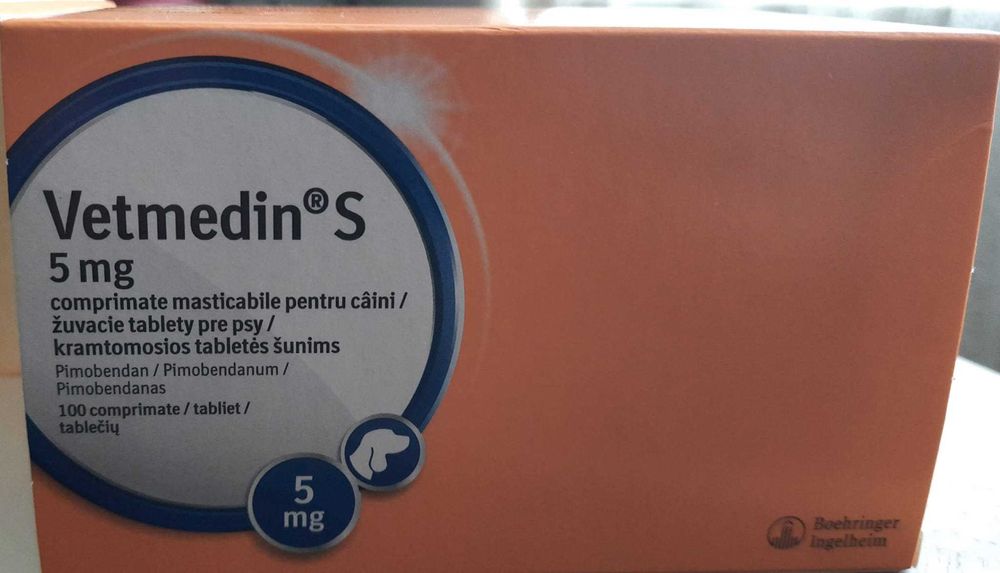 Vetmedin® S
5 mg
comprimate masticabile pentru câini /
žuvacie tablety pre psy /
kramtomosios tabletės šunims
Pimobendan / Pimobendanum /
Pimobendanas
100 comprimate / tabliet /
tablečių
5
mg
Boehringer
Ingelheim